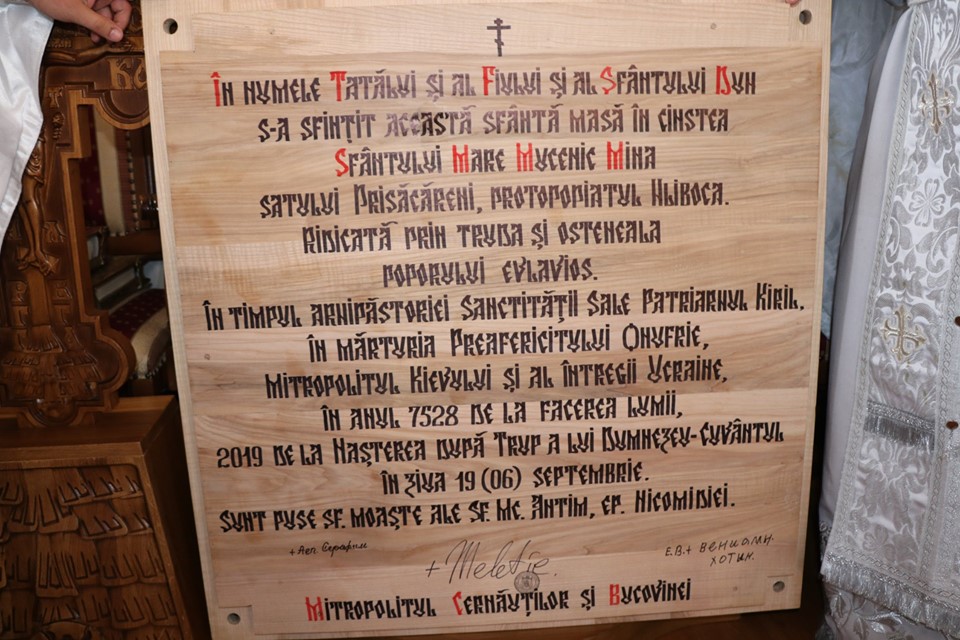 În numele Tatălui și al Fiului și al Sfântului Duh
s-a sfințit această sfântă masă în cinstea
Sfântului Mare Mucenic Mina
satului Prisăcăreni, protopopiatul Hliboca.
Ridicată prin truda și osteneala
poporului evlavios.
În timpul arhipăstoriei Sanctității Sale Patriarhul Kiril,
în mărturia Preafericitului Onufrie,
Mitropolitul Kievului și al întregii Ucraine,
în anul 7528 de la facerea lumii,
2019 de la Nașterea după Trup a lui Dumnezeu-Cuvântul
în ziua 19 (06) septembrie.
Sunt puse sf. moaște ale Sf. Mc. Antim, ep. Nicomidiei.
+ Аеп. Серафим
+ Meletie
Е.В.+ Вениамин.
Хотин.
Mitropolitul Cernăuților și Bucovinei